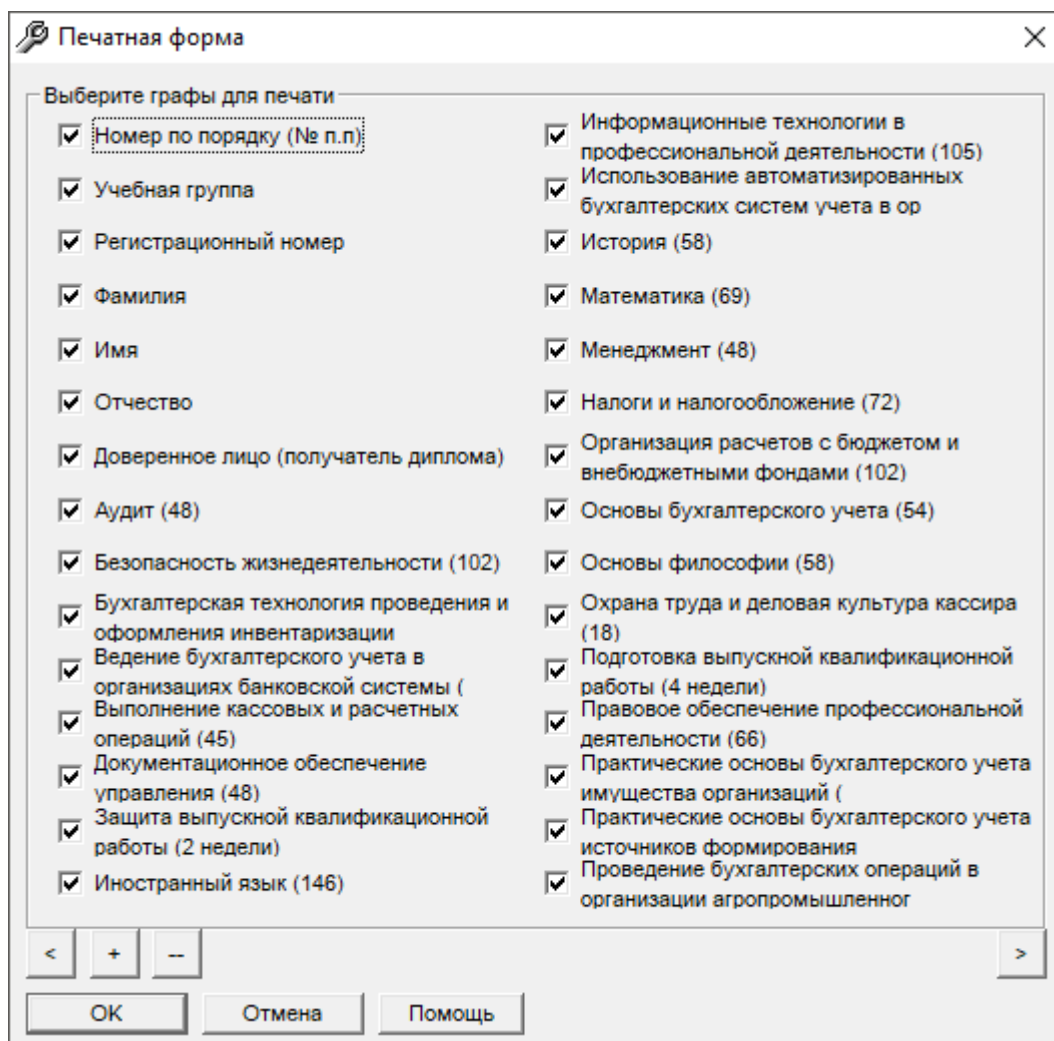 Печатная форма
Выберите графы для печати
Номер по порядку (№ п.п)
Учебная группа
Регистрационный номер
Фамилия
Имя
Отчество
Доверенное лицо (получатель диплома)
Аудит (48)
Безопасность жизнедеятельности (102)
Бухгалтерская технология проведения и
оформления инвентаризации
Ведение бухгалтерского учета в
организациях банковской системы (
Выполнение кассовых и расчетных
операций (45)
Документационное обеспечение
управления (48)
Защита выпускной квалификационной
работы (2 недели)
Иностранный язык (146)
Информационные технологии в
профессиональной деятельности (105)
Использование автоматизированных
бухгалтерских систем учета в ор
История (58)
Математика (69)
Менеджмент (48)
Налоги и налогообложение (72)
Организация расчетов с бюджетом и
внебюджетными фондами (102)
Основы бухгалтерского учета (54)
Основы философии (58)
Охрана труда и деловая культура кассира
(18)
Подготовка выпускной квалификационной
работы (4 недели)
Правовое обеспечение профессиональной
деятельности (66)
Практические основы бухгалтерского учета
имущества организаций (
Практические основы бухгалтерского учета
источников формирования
Проведение бухгалтерских операций в
организации агропромышленног
< + -- >
OK Отмена Помощь